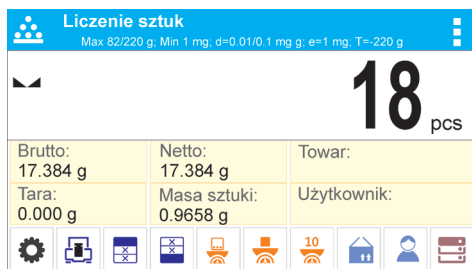 Liczenie sztuk
Max 82/220 g; Min 1 mg; d=0.01/0.1 mg g; e=1 mg; T=-220 g
18 pcs
Brutto: Netto: Towar:
17.384 g 17.384 g
Tara: Masa sztuki: Użytkownik:
0.000 g 0.9658 g
10